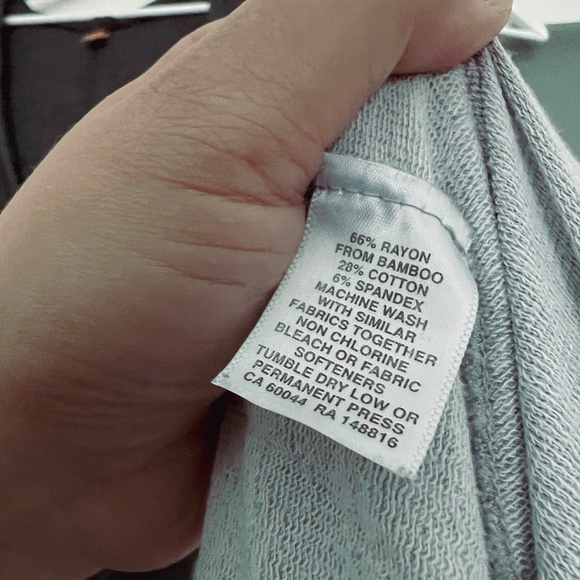 66% RAYON
FROM BAMBOO
28% COTTON
6% SPANDEX
MACHINE WASH
WITH SIMILAR
FABRICS TOGETHER
NON CHLORINE
BLEACH OR FABRIC
SOFTENERS
TUMBLE DRY LOW OR
PERMANENT PRESS
CA 60044 RA 148816